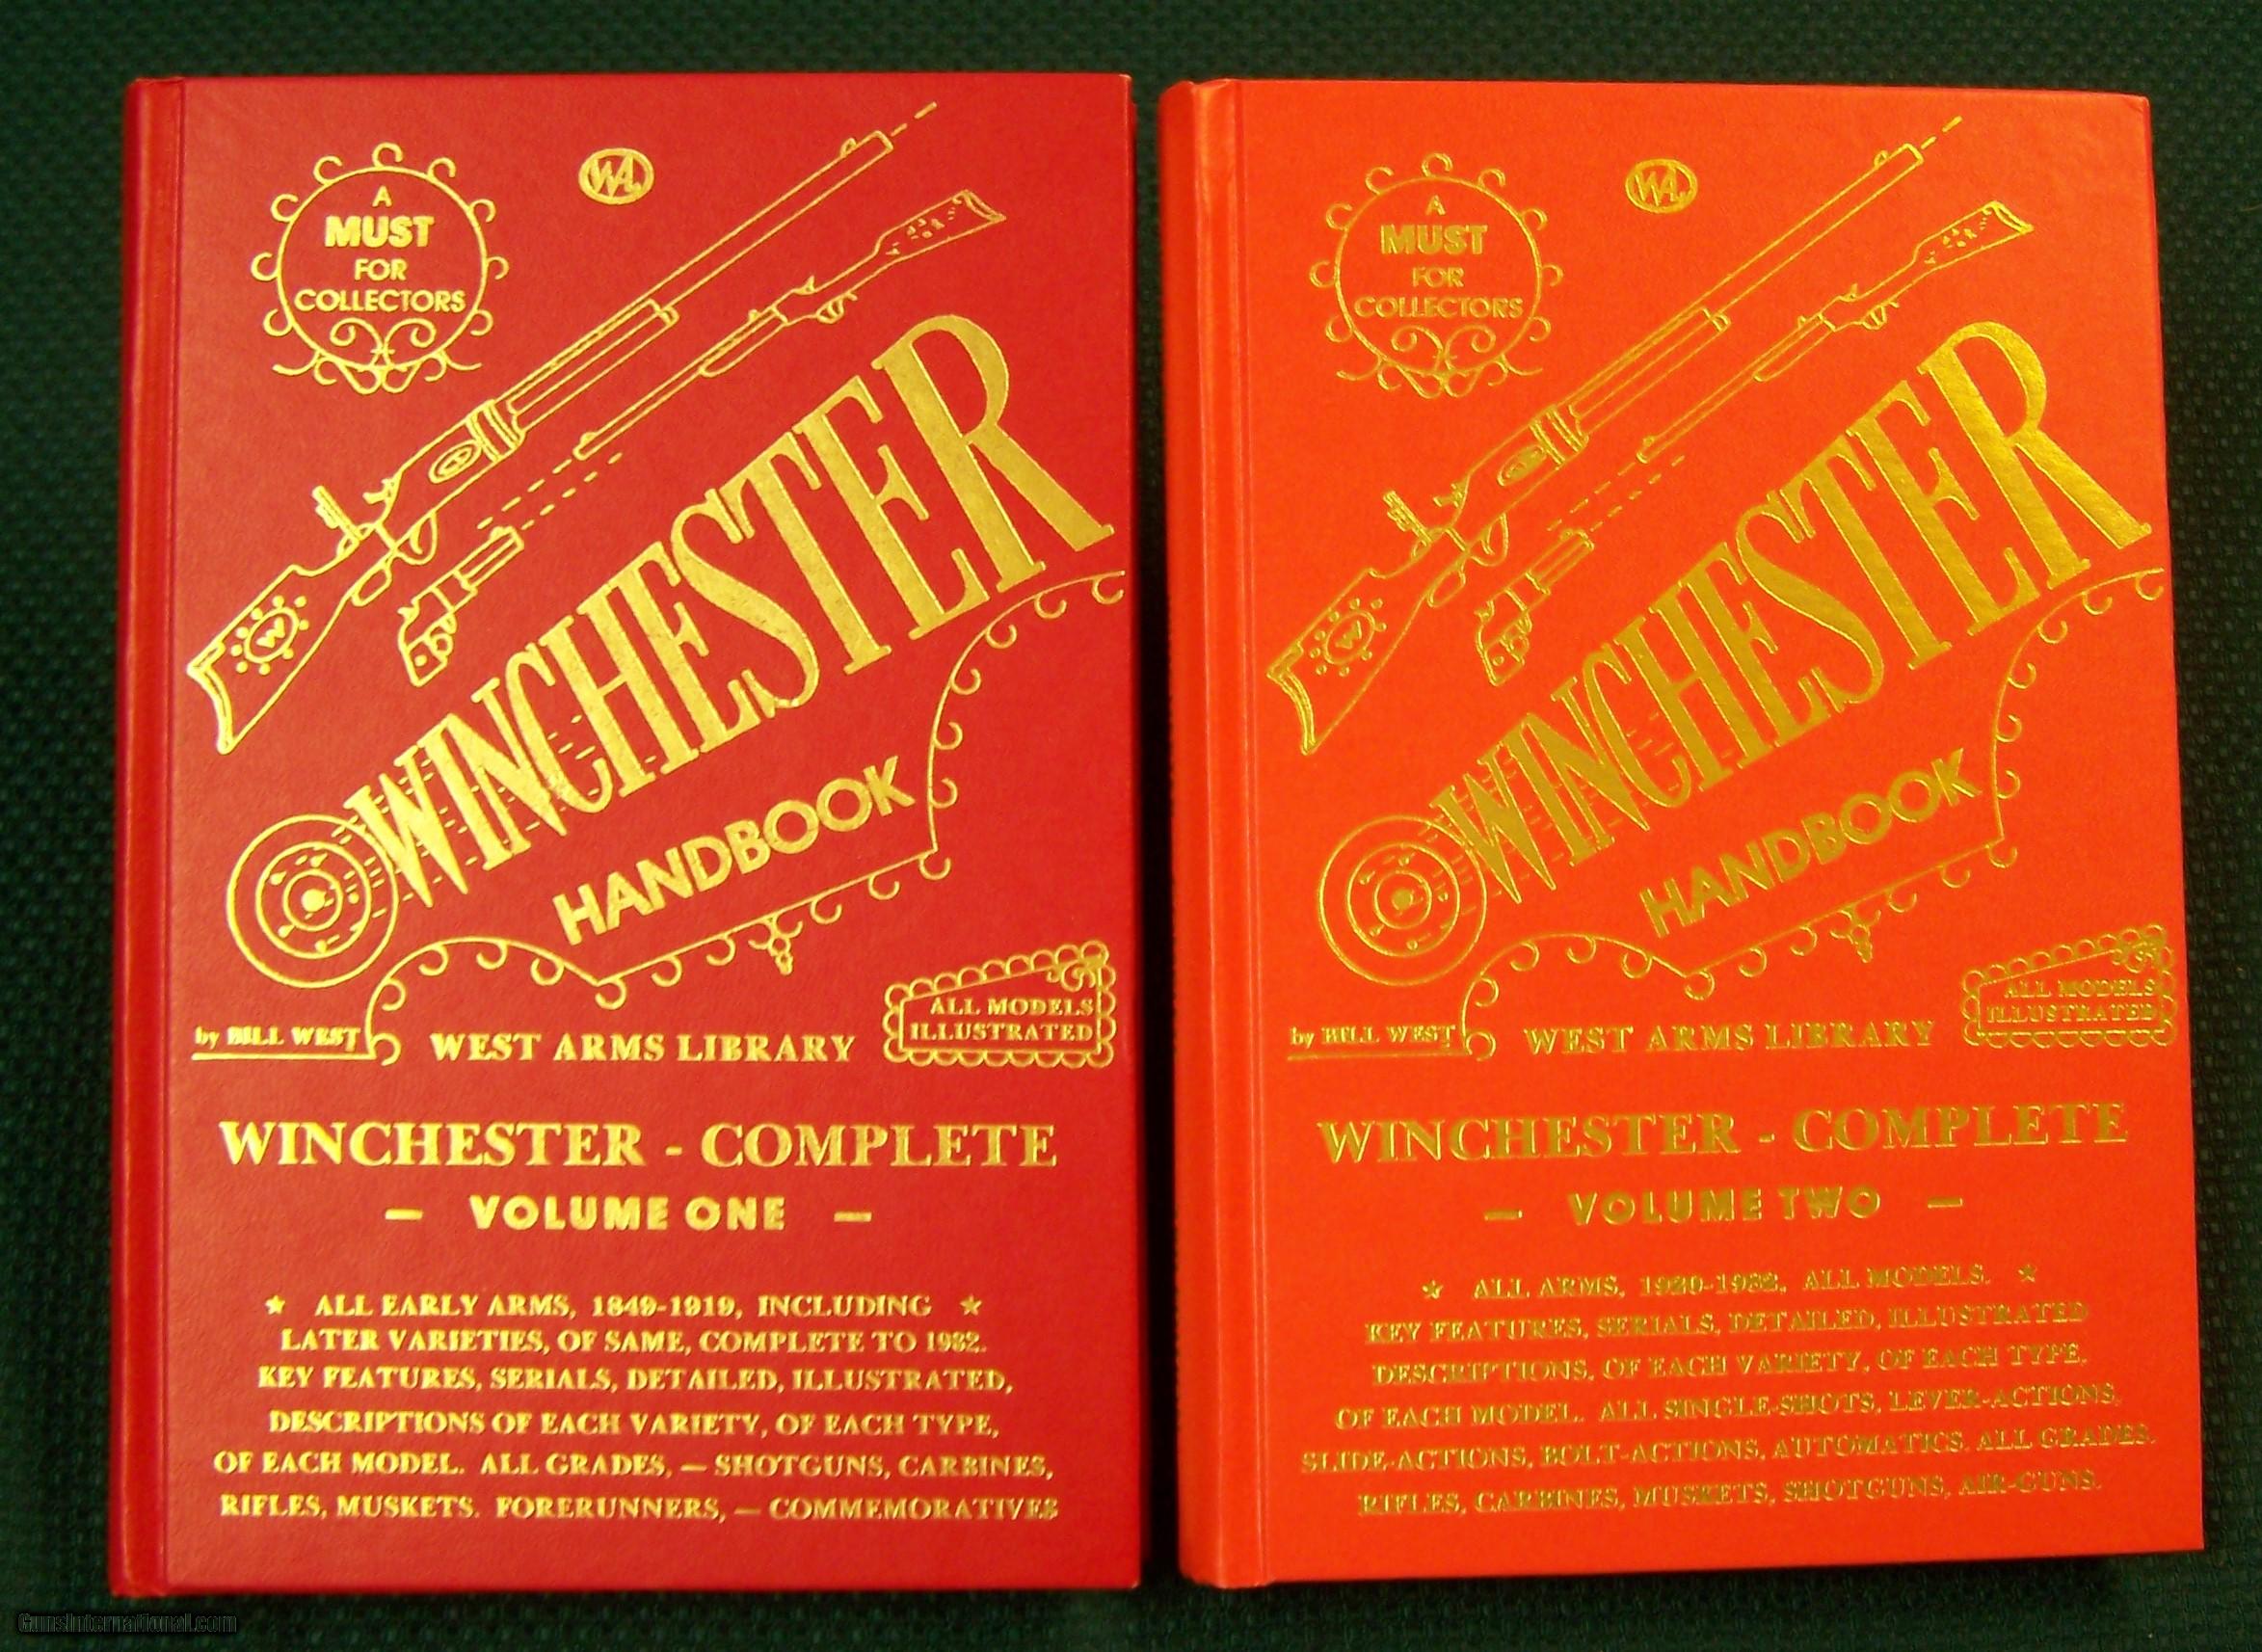 A
MUST
FOR
COLLECTORS
WA
W
WINCHESTER
HANDBOOK
by BILL WEST
WEST ARMS LIBRARY
ALL MODELS
ILLUSTRATED
WINCHESTER - COMPLETE
— VOLUME ONE —
★ ALL EARLY ARMS, 1849-1919, INCLUDING ★
LATER VARIETIES, OF SAME, COMPLETE TO 1982.
KEY FEATURES, SERIALS, DETAILED, ILLUSTRATED,
DESCRIPTIONS OF EACH VARIETY, OF EACH TYPE,
OF EACH MODEL. ALL GRADES, — SHOTGUNS, CARBINES,
RIFLES, MUSKETS. FORERUNNERS, — COMMEMORATIVES
A
MUST
FOR
COLLECTORS
WA
W
WINCHESTER
HANDBOOK
by BILL WEST
WEST ARMS LIBRARY
ALL MODELS
ILLUSTRATED
WINCHESTER - COMPLETE
— VOLUME TWO —
★ ALL ARMS, 1920-1982, ALL MODELS. ★
KEY FEATURES, SERIALS, DETAILED, ILLUSTRATED
DESCRIPTIONS, OF EACH VARIETY, OF EACH TYPE,
OF EACH MODEL. ALL SINGLE-SHOTS, LEVER-ACTIONS,
SLIDE-ACTIONS, BOLT-ACTIONS, AUTOMATICS. ALL GRADES.
RIFLES, CARBINES, MUSKETS, SHOTGUNS, AIR-GUNS.
GunsInternational.com